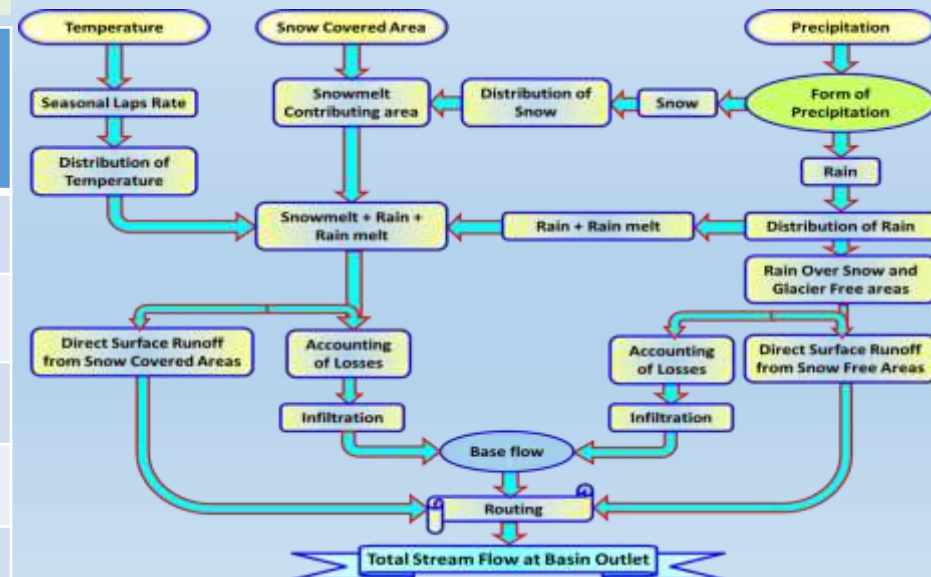 Temperature
Snow Covered Area
Precipitation
Seasonal Laps Rate
Snowmelt
Contributing area
Distribution of
Snow
Snow
Form of
Precipitation
Distribution of
Temperature
Rain
Snowmelt + Rain +
Rain melt
Rain + Rain melt
Distribution of Rain
Rain Over Snow and
Glacier Free areas
Direct Surface Runoff
from Snow Covered Areas
Accounting
of Losses
Accounting
of Losses
Direct Surface Runoff
from Snow Free Areas
Infiltration
Infiltration
Base flow
Routing
Total Stream Flow at Basin Outlet